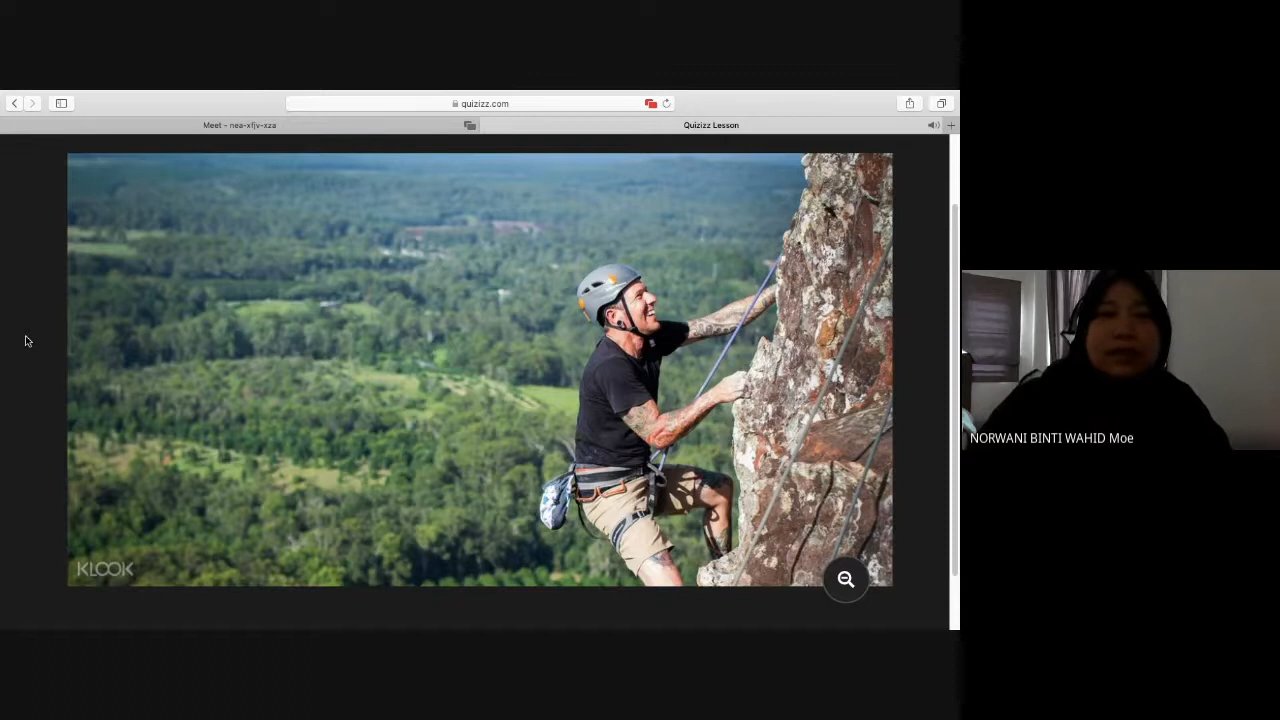 quizizz.com
Meet - nea-xfjv-xza
Quizizz Lesson
KLOOK
NORWANI BINTI WAHID Moe